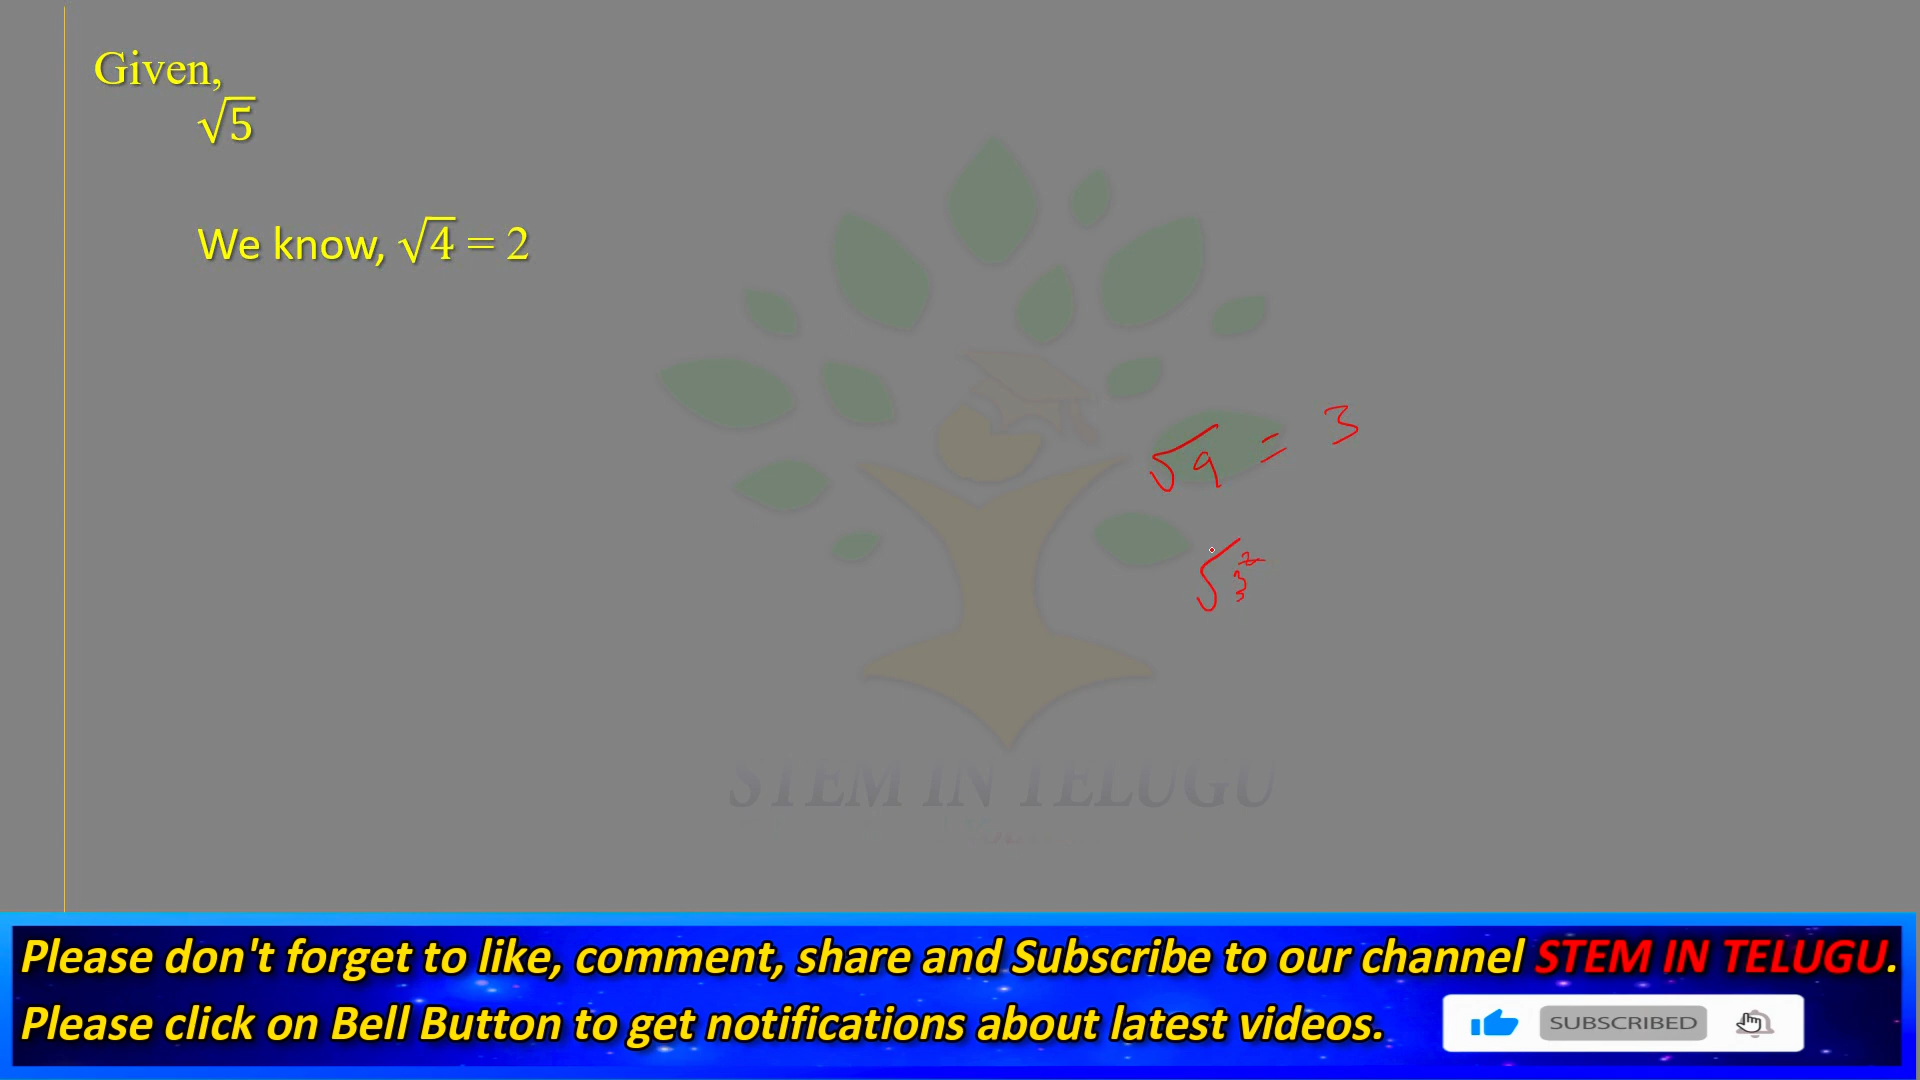 Given,
√5
We know, √4 = 2
√9 = 3
√3²
STEM IN TELUGU
Please don't forget to like, comment, share and Subscribe to our channel STEM IN TELUGU.
Please click on Bell Button to get notifications about latest videos.
SUBSCRIBED